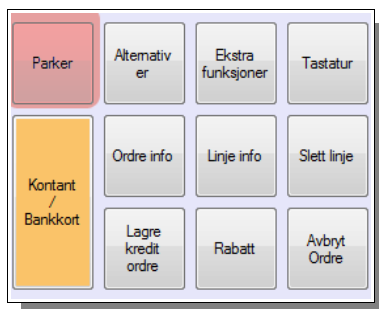 Parker
Alternativ
er
Ekstra
funksjoner
Tastatur
Kontant
/
Bankkort
Ordre info
Linje info
Slett linje
Lagre
kredit
ordre
Rabatt
Avbryt
Ordre